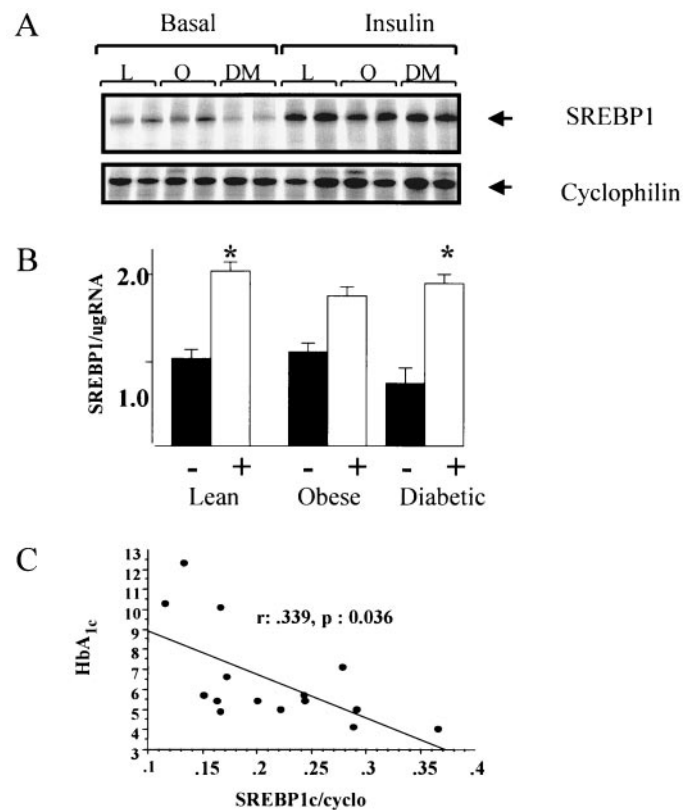 A
Basal Insulin
L O DM L O DM
SREBP1
Cyclophilin
B
SREBP1/ugRNA
2.0
1.0
* *
- + - + - +
Lean Obese Diabetic
C
HbA1c
13
12
11
10
9
8
7
6
5
4
3
r: .339, p : 0.036
.1 .15 .2 .25 .3 .35 .4
SREBP1c/cyclo